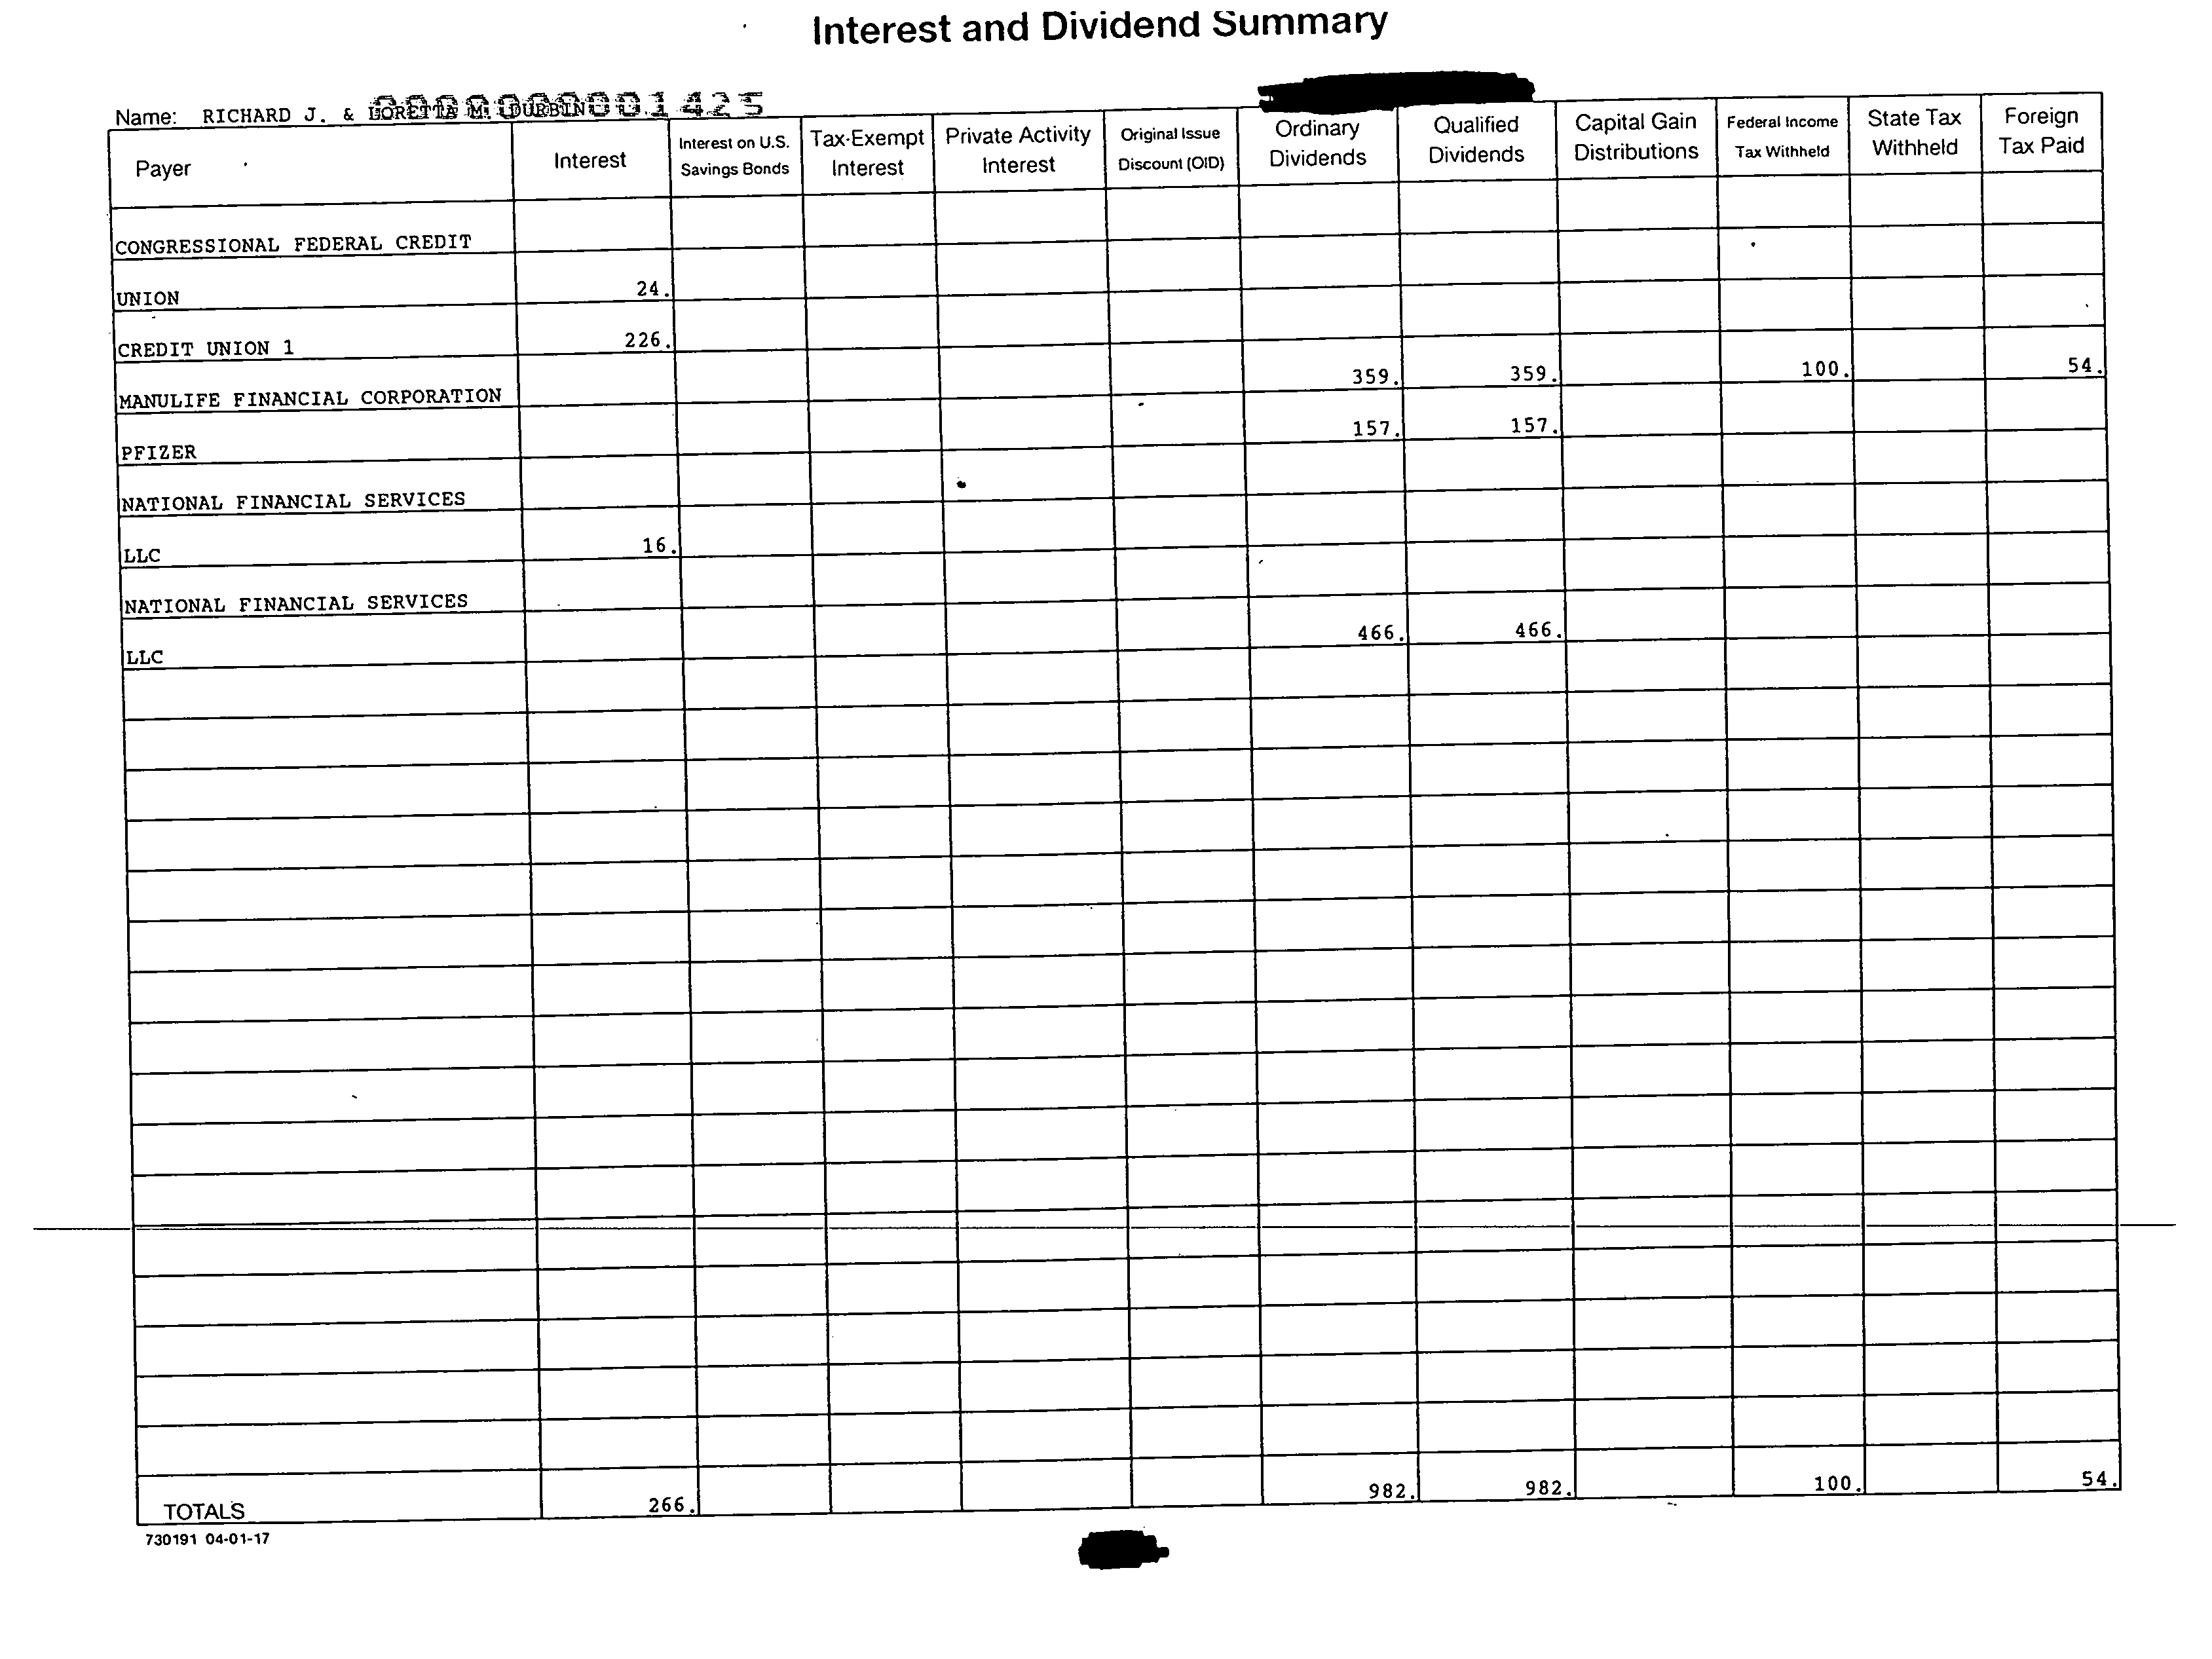 Interest and Dividend Summary
Name: RICHARD J. & LORETTA M. DURBIN
0000000001425
Payer Interest Interest on U.S. Savings Bonds Tax-Exempt Interest Private Activity Interest Original Issue Discount (OID) Ordinary Dividends Qualified Dividends Capital Gain Distributions Federal Income Tax Withheld State Tax Withheld Foreign Tax Paid
CONGRESSIONAL FEDERAL CREDIT
UNION 24.
CREDIT UNION 1 226.
MANULIFE FINANCIAL CORPORATION 359. 359. 100. 54.
PFIZER 157. 157.
NATIONAL FINANCIAL SERVICES
LLC 16.
NATIONAL FINANCIAL SERVICES
LLC 466. 466.
TOTALS 266. 982. 982. 100. 54.
730191 04-01-17